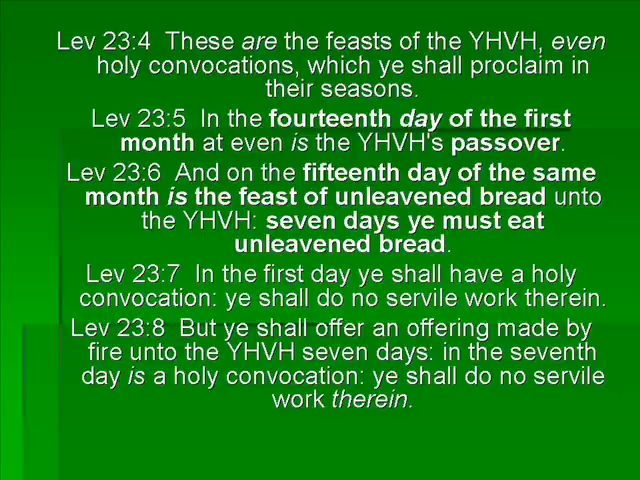 Lev 23:4  These are the feasts of the YHVH, even
holy convocations, which ye shall proclaim in
their seasons.
Lev 23:5  In the fourteenth day of the first
month at even is the YHVH's passover.
Lev 23:6  And on the fifteenth day of the same
month is the feast of unleavened bread unto
the YHVH: seven days ye must eat
unleavened bread.
Lev 23:7  In the first day ye shall have a holy
convocation: ye shall do no servile work therein.
Lev 23:8  But ye shall offer an offering made by
fire unto the YHVH seven days: in the seventh
day is a holy convocation: ye shall do no servile
work therein.